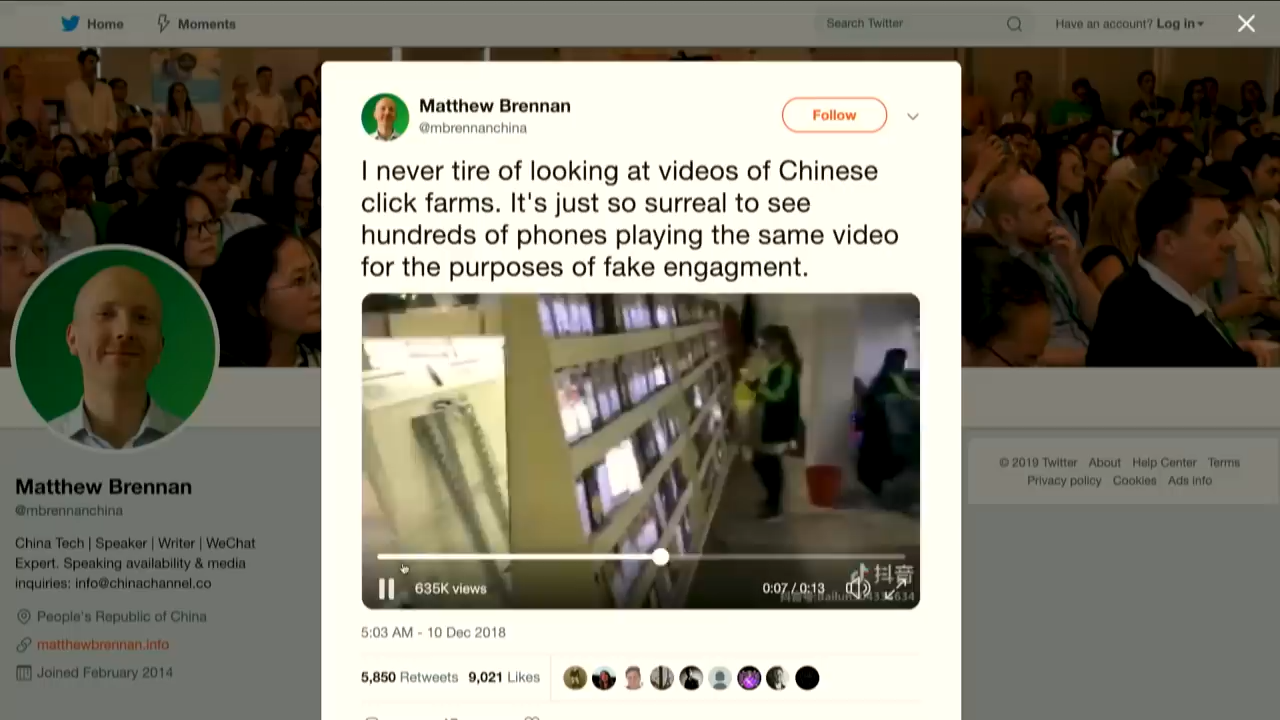 Home
Moments
Search Twitter
Have an account? Log in
Matthew Brennan
@mbrennanchina
Follow
I never tire of looking at videos of Chinese
click farms. It's just so surreal to see
hundreds of phones playing the same video
for the purposes of fake engagment.
635K views
0:07 / 0:13
抖音
5:03 AM - 10 Dec 2018
5,850 Retweets 9,021 Likes
Matthew Brennan
@mbrennanchina
China Tech | Speaker | Writer | WeChat
Expert. Speaking availability & media
inquiries: info@chinachannel.co
People's Republic of China
matthewbrennan.info
Joined February 2014
© 2019 Twitter About Help Center Terms
Privacy policy Cookies Ads info